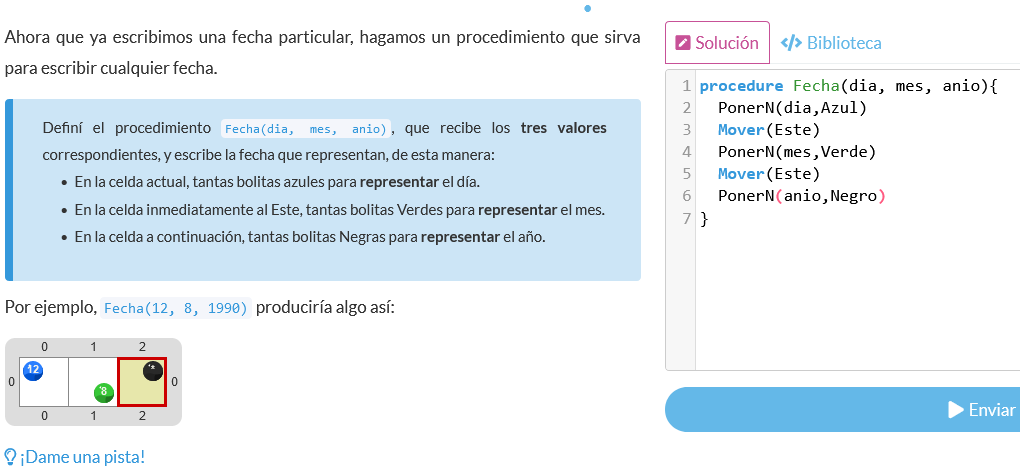 Ahora que ya escribimos una fecha particular, hagamos un procedimiento que sirva
para escribir cualquier fecha.
Definí el procedimiento Fecha(dia, mes, anio), que recibe los tres valores
correspondientes, y escribe la fecha que representan, de esta manera:
• En la celda actual, tantas bolitas azules para representar el día.
• En la celda inmediatamente al Este, tantas bolitas Verdes para representar el mes.
• En la celda a continuación, tantas bolitas Negras para representar el año.
Por ejemplo, Fecha(12, 8, 1990) produciría algo así:
0 1 2
12
0 0
8
0 1 2
¡Dame una pista!
Solución </> Biblioteca
1 procedure Fecha(dia, mes, anio){
2 PonerN(dia,Azul)
3 Mover(Este)
4 PonerN(mes,Verde)
5 Mover(Este)
6 PonerN(anio,Negro)
7 }
Enviar